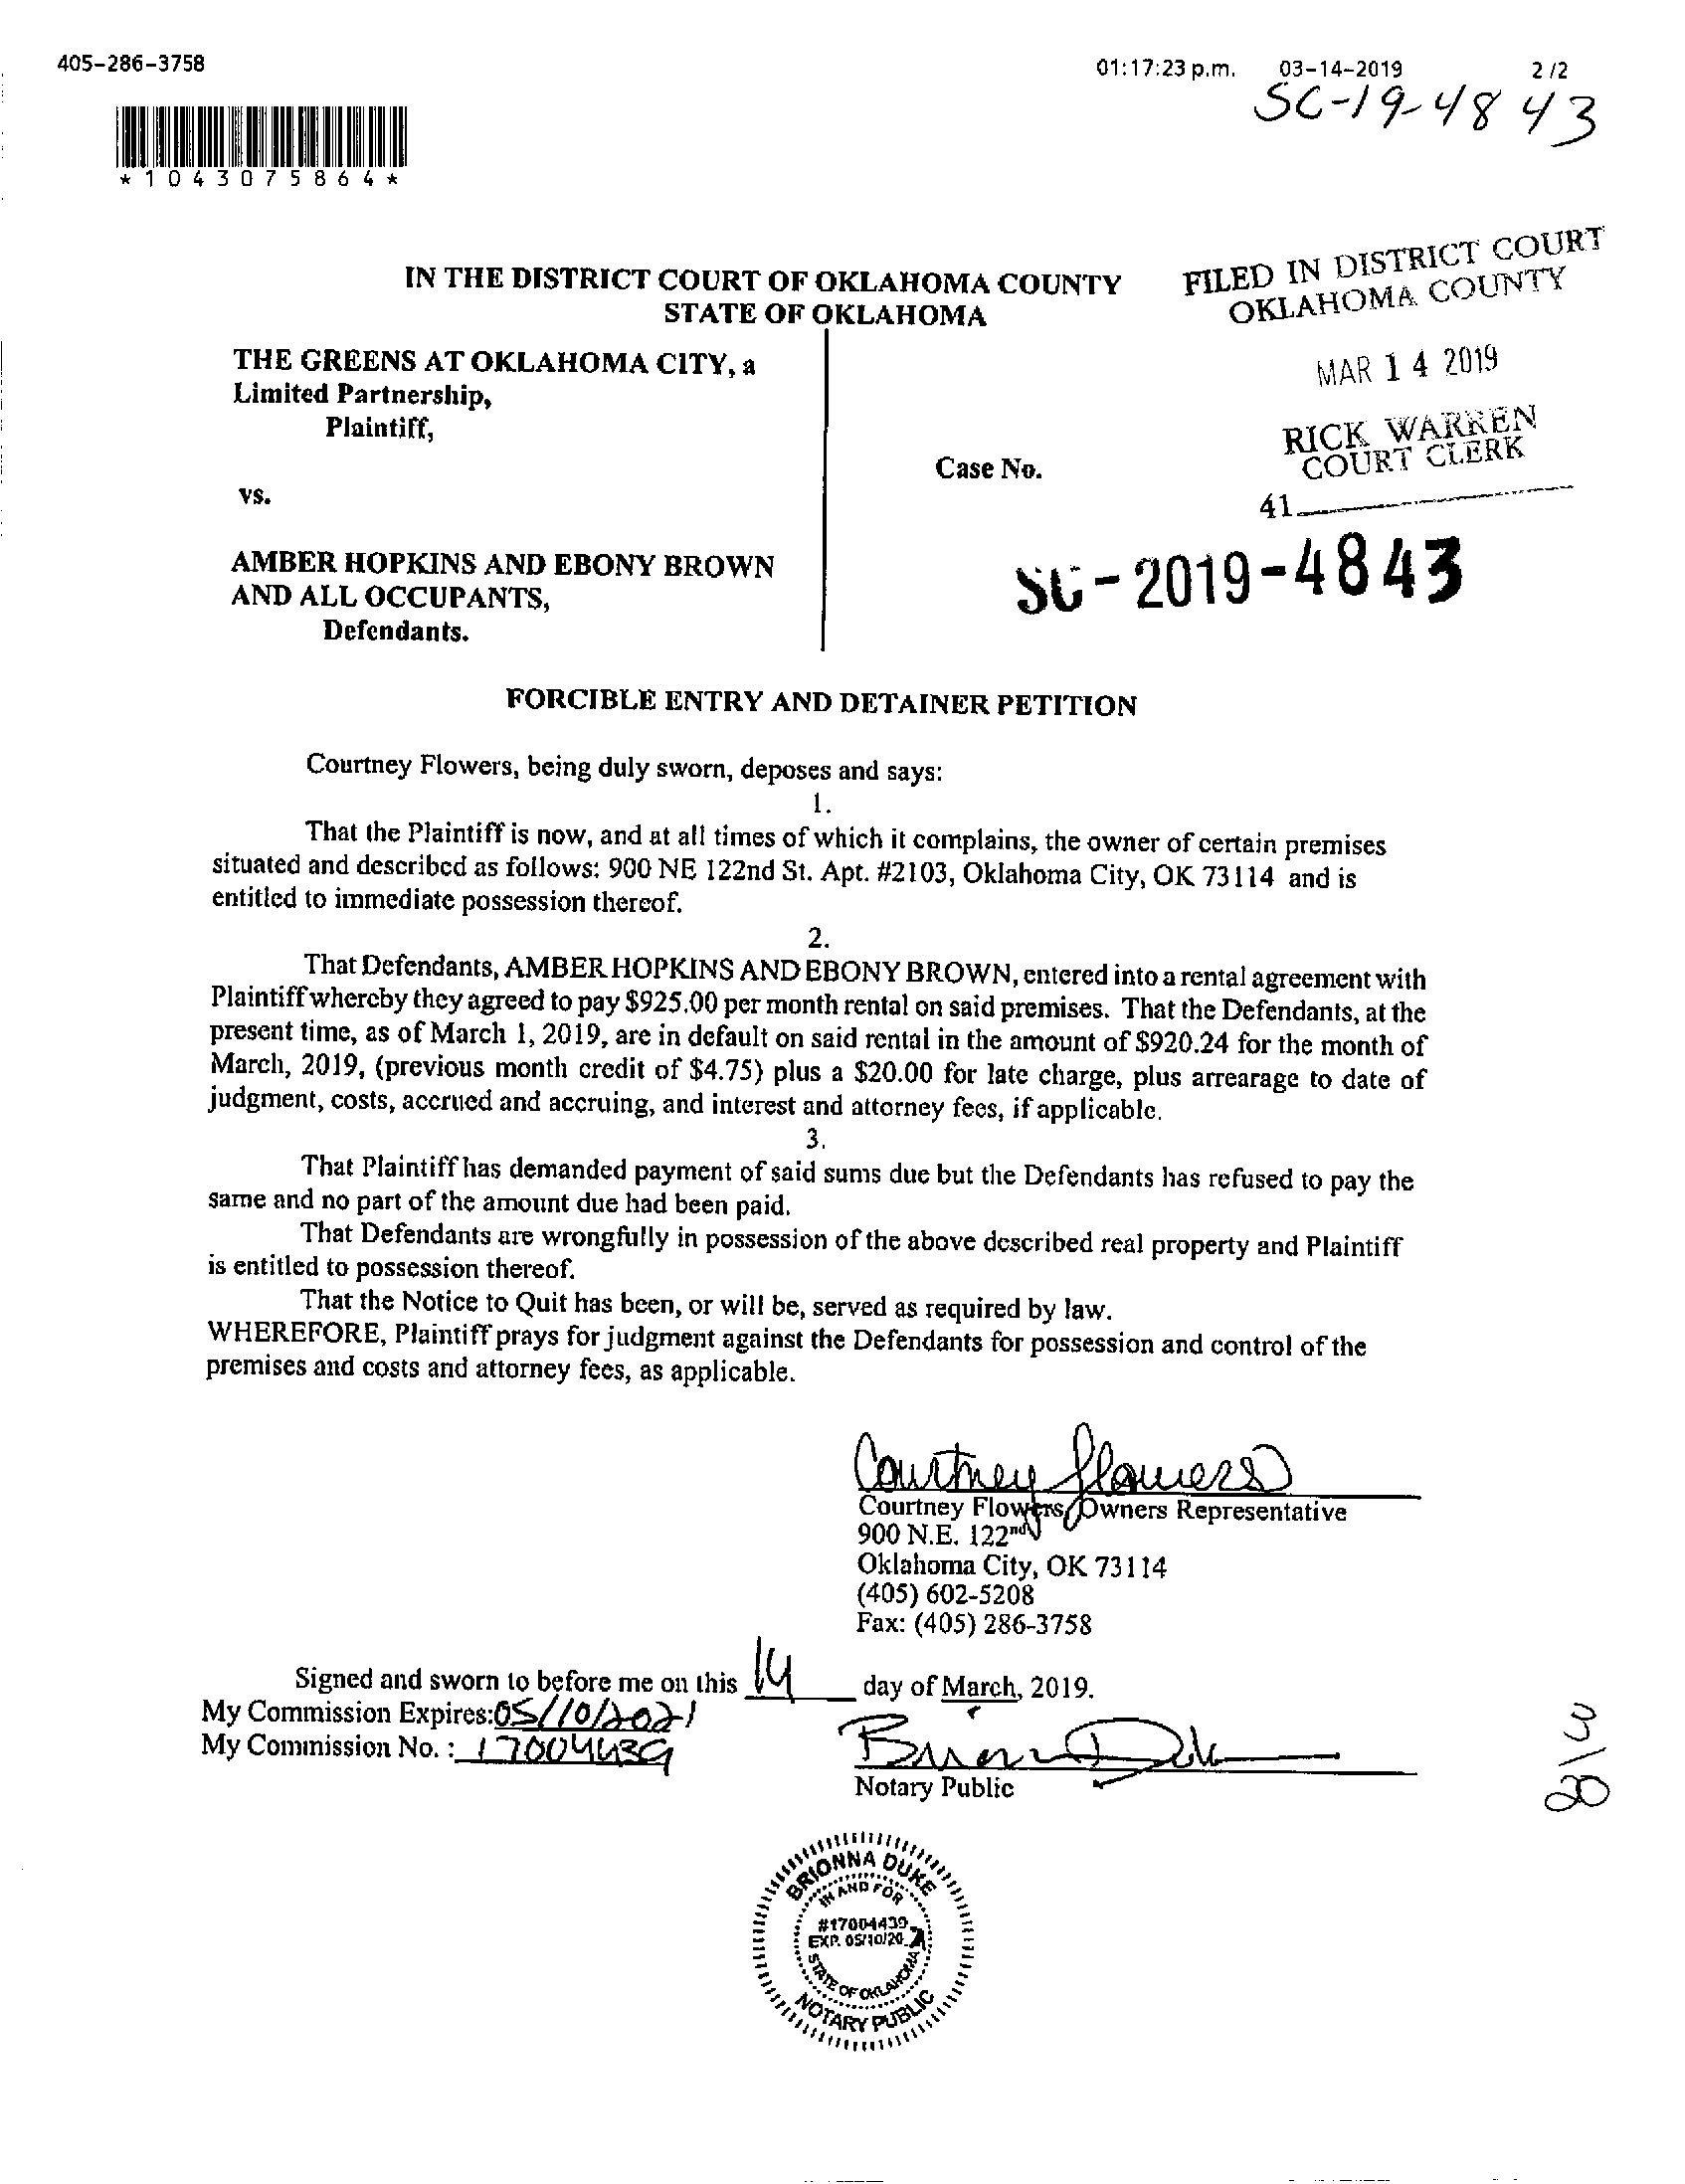 405-286-3758
01:17:23 p.m. 03-14-2019 2 /2
SC-19-4843
*1043075864*
IN THE DISTRICT COURT OF OKLAHOMA COUNTY
STATE OF OKLAHOMA
FILED IN DISTRICT COURT
OKLAHOMA COUNTY
MAR 14 2019
RICK WARREN
COURT CLERK
41
THE GREENS AT OKLAHOMA CITY, a
Limited Partnership,
Plaintiff,
Case No.
vs.
SC-2019-4843
AMBER HOPKINS AND EBONY BROWN
AND ALL OCCUPANTS,
Defendants.
FORCIBLE ENTRY AND DETAINER PETITION
Courtney Flowers, being duly sworn, deposes and says:
1.
That the Plaintiff is now, and at all times of which it complains, the owner of certain premises
situated and described as follows: 900 NE 122nd St. Apt. #2103, Oklahoma City, OK 73114 and is
entitled to immediate possession thereof.
2.
That Defendants, AMBER HOPKINS AND EBONY BROWN, entered into a rental agreement with
Plaintiff whereby they agreed to pay $925.00 per month rental on said premises. That the Defendants, at the
present time, as of March 1, 2019, are in default on said rental in the amount of $920.24 for the month of
March, 2019, (previous month credit of $4.75) plus a $20.00 for late charge, plus arrearage to date of
judgment, costs, accrued and accruing, and interest and attorney fees, if applicable.
3.
That Plaintiff has demanded payment of said sums due but the Defendants has refused to pay the
same and no part of the amount due had been paid.
That Defendants are wrongfully in possession of the above described real property and Plaintiff
is entitled to possession thereof.
That the Notice to Quit has been, or will be, served as required by law.
WHEREFORE, Plaintiff prays for judgment against the Defendants for possession and control of the
premises and costs and attorney fees, as applicable.
Courtney Flowers
Courtney Flowers, Owners Representative
900 N.E. 122nd
Oklahoma City, OK 73114
(405) 602-5208
Fax: (405) 286-3758
Signed and sworn to before me on this 14 day of March, 2019.
My Commission Expires: 05/10/2021
My Commission No. : 17004439
Notary Public
BRIONNA DUKE
IN AND FOR
#17004439
EXP. 05/10/20
STATE OF OKLAHOMA
NOTARY PUBLIC